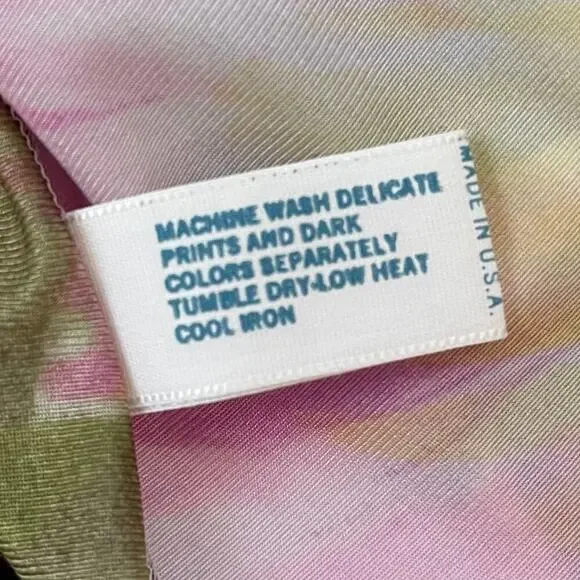 MACHINE WASH DELICATE
PRINTS AND DARK
COLORS SEPARATELY
TUMBLE DRY-LOW HEAT
COOL IRON
MADE IN U.S.A.